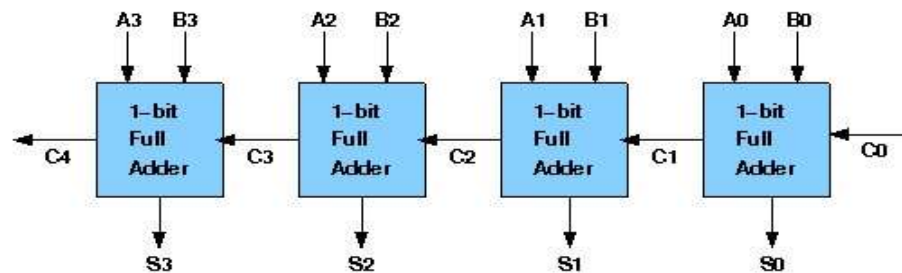 A3 B3 A2 B2 A1 B1 A0 B0
1-bit 1-bit 1-bit 1-bit
Full Full Full Full
Adder Adder Adder Adder
C4 C3 C2 C1 C0
S3 S2 S1 S0